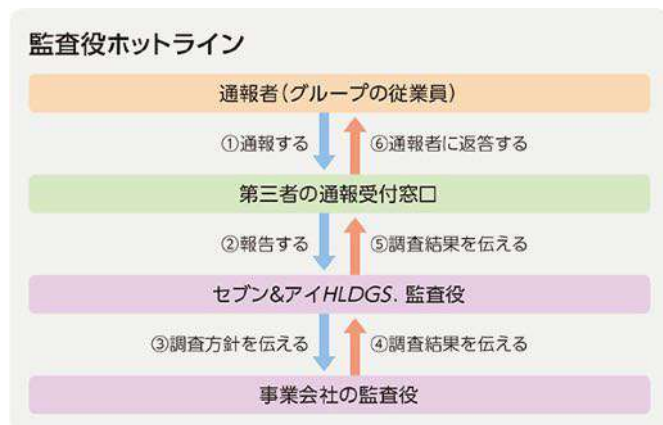 監査役ホットライン
通報者(グループの従業員)
①通報する ⑥通報者に返答する
第三者の通報受付窓口
②報告する ⑤調査結果を伝える
セブン&アイHLDGS. 監査役
③調査方針を伝える ④調査結果を伝える
事業会社の監査役